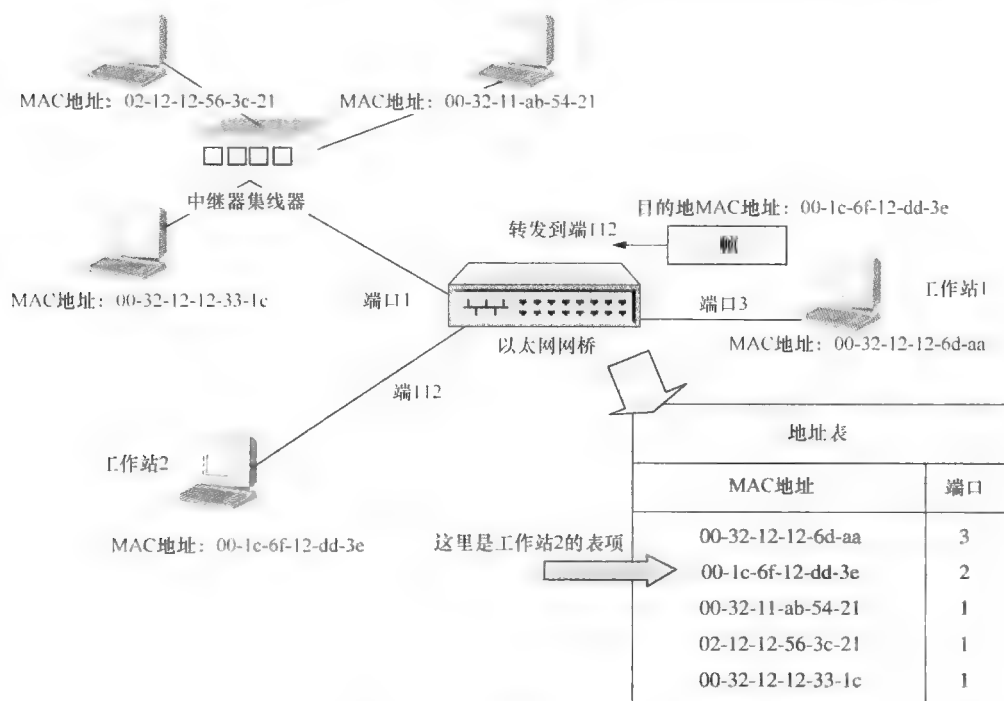 MAC地址：02-12-12-56-3c-21
MAC地址：00-32-11-ab-54-21
中继器集线器
目的地MAC地址：00-1c-6f-12-dd-3e
转发到端口2
帧
MAC地址：00-32-12-12-33-1c
端口1
端口3
工作站1
以太网网桥
MAC地址：00-32-12-12-6d-aa
端口2
地址表
工作站2
MAC地址 端口
MAC地址：00-1c-6f-12-dd-3e
这里是工作站2的表项
00-32-12-12-6d-aa 3
00-1c-6f-12-dd-3e 2
00-32-11-ab-54-21 1
02-12-12-56-3c-21 1
00-32-12-12-33-1c 1